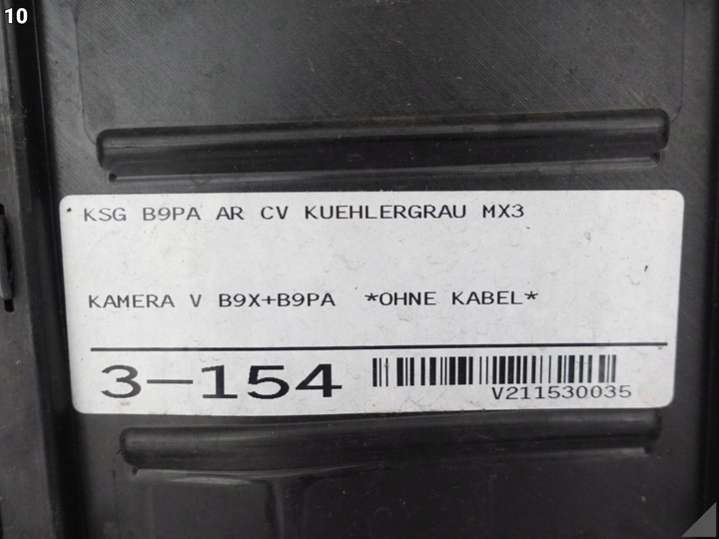 10
KSG B9PA AR CV KUEHLERGRAU MX3
KAMERA V B9X+B9PA *OHNE KABEL*
3-154
V211530035